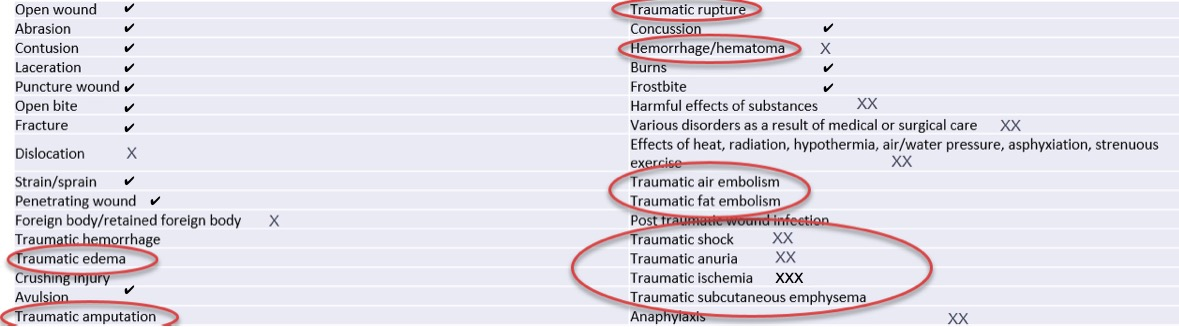 Open wound ✔
Abrasion ✔
Contusion ✔
Laceration ✔
Puncture wound ✔
Open bite ✔
Fracture ✔
Dislocation X
Strain/sprain ✔
Penetrating wound ✔
Foreign body/retained foreign body X
Traumatic hemorrhage
Traumatic edema
Crushing injury
Avulsion ✔
Traumatic amputation
Traumatic rupture
Concussion ✔
Hemorrhage/hematoma X
Burns ✔
Frostbite ✔
Harmful effects of substances XX
Various disorders as a result of medical or surgical care XX
Effects of heat, radiation, hypothermia, air/water pressure, asphyxiation, strenuous
exercise XX
Traumatic air embolism
Traumatic fat embolism
Post traumatic wound infection
Traumatic shock XX
Traumatic anuria XX
Traumatic ischemia XXX
Traumatic subcutaneous emphysema
Anaphylaxis XX